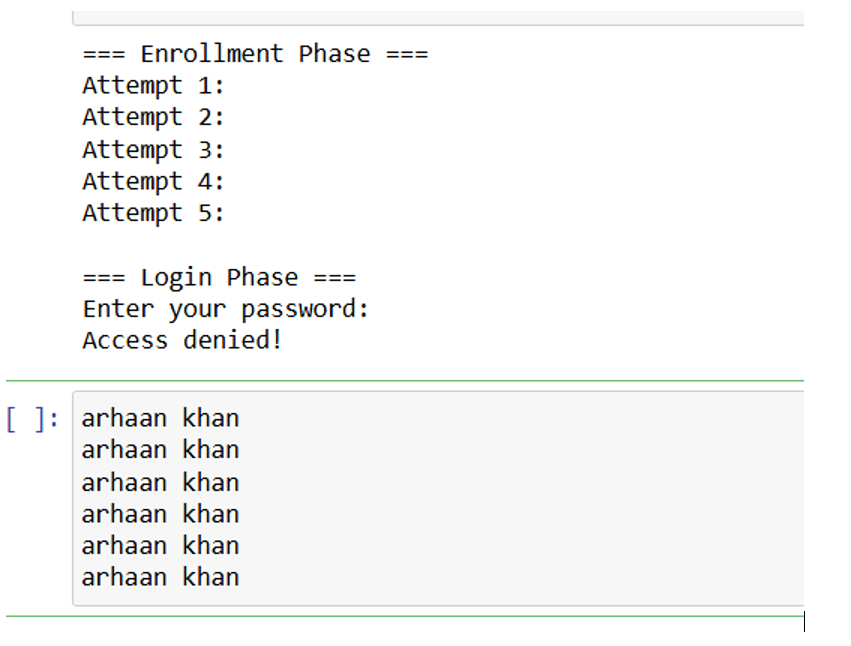 === Enrollment Phase ===
Attempt 1:
Attempt 2:
Attempt 3:
Attempt 4:
Attempt 5:
=== Login Phase ===
Enter your password:
Access denied!
[ ]:
arhaan khan
arhaan khan
arhaan khan
arhaan khan
arhaan khan
arhaan khan